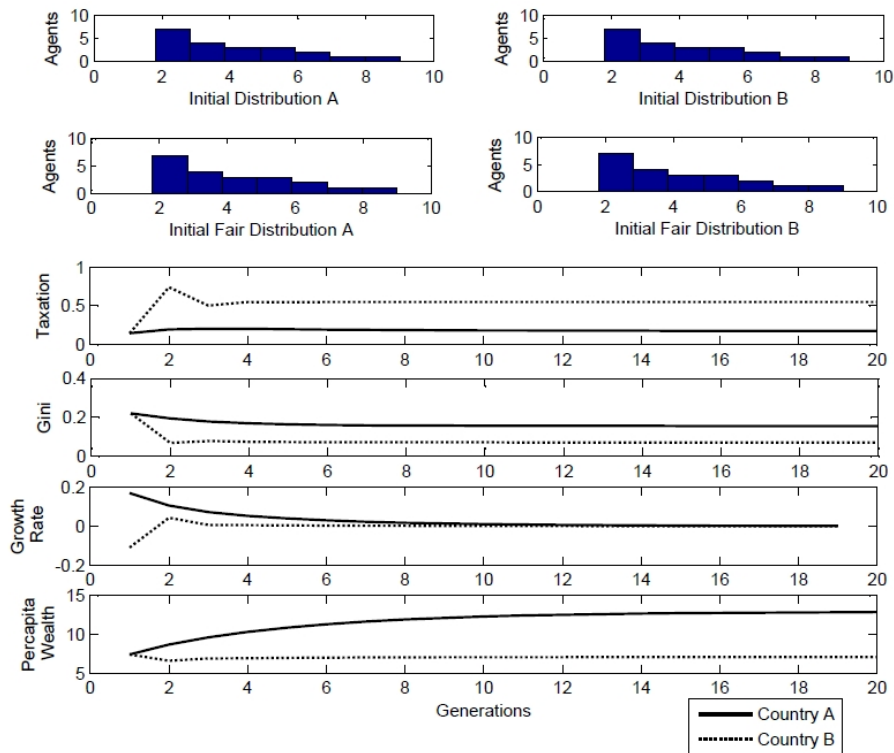 Agents
10
5
0
0 2 4 6 8 10
Initial Distribution A
Agents
10
5
0
0 2 4 6 8 10
Initial Distribution B
Agents
10
5
0
0 2 4 6 8 10
Initial Fair Distribution A
Agents
10
5
0
0 2 4 6 8 10
Initial Fair Distribution B
Taxation
1
0.5
0
0 2 4 6 8 10 12 14 16 18 20
Gini
0.4
0.2
0
0 2 4 6 8 10 12 14 16 18 20
Growth
Rate
0.2
0
-0.2
0 2 4 6 8 10 12 14 16 18 20
Percapita
Wealth
15
10
5
0 2 4 6 8 10 12 14 16 18 20
Generations
Country A
Country B